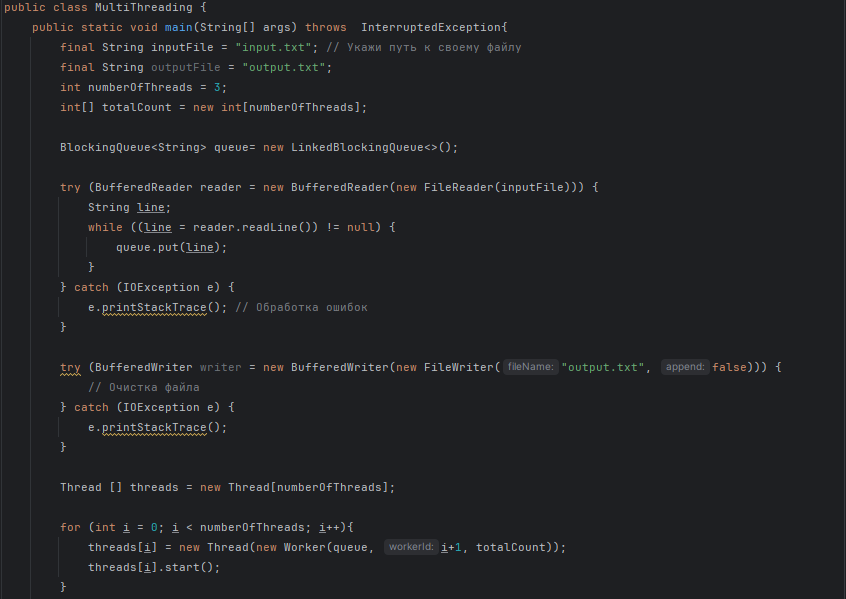 public class MultiThreading {
public static void main(String[] args) throws  InterruptedException{
final String inputFile = "input.txt"; // Укажи путь к своему файлу
final String outputFile = "output.txt";
int numberOfThreads = 3;
int[] totalCount = new int[numberOfThreads];
BlockingQueue<String> queue= new LinkedBlockingQueue<>();
try (BufferedReader reader = new BufferedReader(new FileReader(inputFile))) {
String line;
while ((line = reader.readLine()) != null) {
queue.put(line);
}
} catch (IOException e) {
e.printStackTrace(); // Обработка ошибок
}
try (BufferedWriter writer = new BufferedWriter(new FileWriter( fileName: "output.txt", append: false))) {
// Очистка файла
} catch (IOException e) {
e.printStackTrace();
}
Thread [] threads = new Thread[numberOfThreads];
for (int i = 0; i < numberOfThreads; i++){
threads[i] = new Thread(new Worker(queue, workerId: i+1, totalCount));
threads[i].start();
}